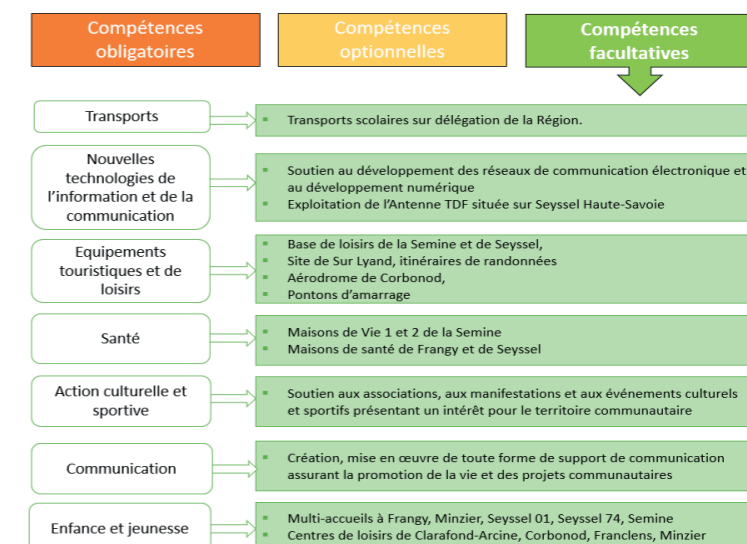 Compétences
obligatoires
Compétences
optionnelles
Compétences
facultatives
Transports
▪ Transports scolaires sur délégation de la Région.
Nouvelles
technologies de
l'information et de la
communication
▪ Soutien au développement des réseaux de communication électronique et
au développement numérique
▪ Exploitation de l'Antenne TDF située sur Seyssel Haute-Savoie
Equipements
touristiques et de
loisirs
▪ Base de loisirs de la Semine et de Seyssel,
▪ Site de Sur Lyand, itinéraires de randonnées
▪ Aérodrome de Corbonod,
▪ Pontons d'amarrage
Santé
▪ Maisons de Vie 1 et 2 de la Semine
▪ Maisons de santé de Frangy et de Seyssel
Action culturelle et
sportive
▪ Soutien aux associations, aux manifestations et aux événements culturels
et sportifs présentant un intérêt pour le territoire communautaire
Communication
▪ Création, mise en œuvre de toute forme de support de communication
assurant la promotion de la vie et des projets communautaires
Enfance et jeunesse
▪ Multi-accueils à Frangy, Minzier, Seyssel 01, Seyssel 74, Semine
▪ Centres de loisirs de Clarafond-Arcine, Corbonod, Franclens, Minzier